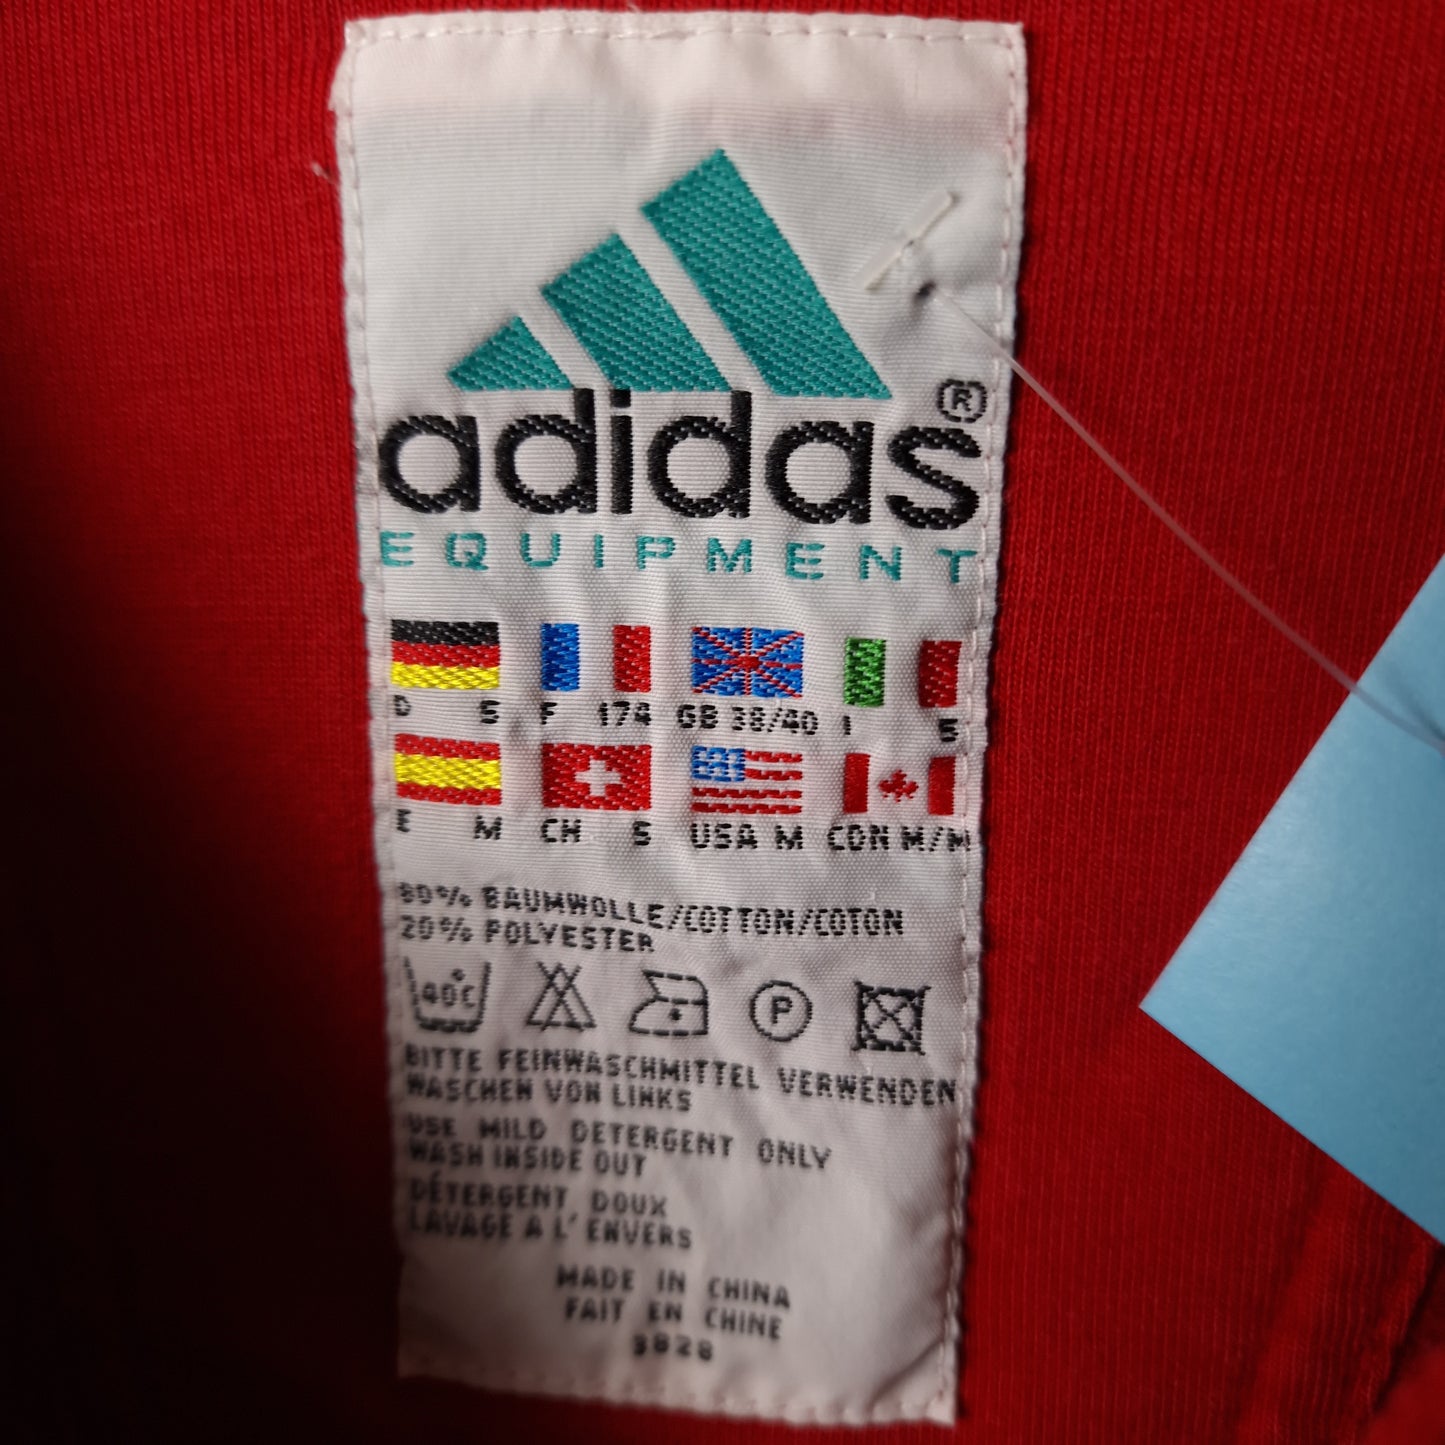 adidas®
EQUIPMENT
D 5 F 174 GB 38/40 I 5
E M CH 5 USA M CDN M/M
80% BAUMWOLLE/COTTON/COTON
20% POLYESTER
40°C P
BITTE FEINWASCHMITTEL VERWENDEN
WASCHEN VON LINKS
USE MILD DETERGENT ONLY
WASH INSIDE OUT
DÉTERGENT DOUX
LAVAGE A L'ENVERS
MADE IN CHINA
FAIT EN CHINE